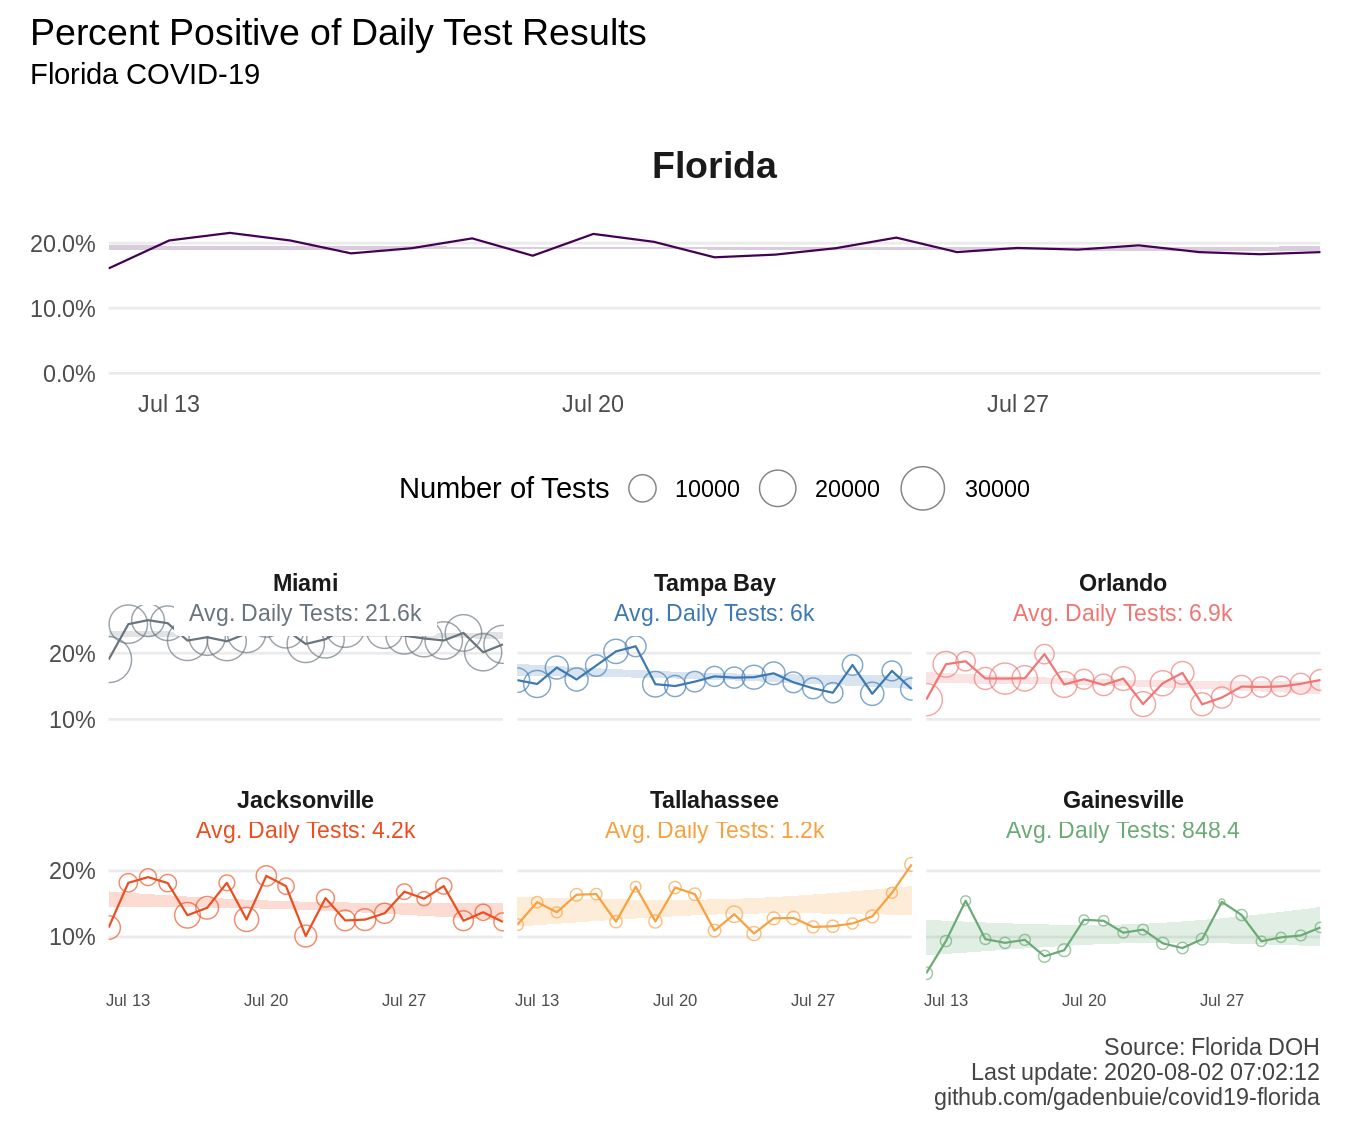 Percent Positive of Daily Test Results
Florida COVID-19
Florida
20.0%
10.0%
0.0%
Jul 13 Jul 20 Jul 27
Number of Tests 10000 20000 30000
Miami Tampa Bay Orlando
Avg. Daily Tests: 21.6k Avg. Daily Tests: 6k Avg. Daily Tests: 6.9k
20%
10%
Jacksonville Tallahassee Gainesville
Avg. Daily Tests: 4.2k Avg. Daily Tests: 1.2k Avg. Daily Tests: 848.4
20%
10%
Jul 13 Jul 20 Jul 27 Jul 13 Jul 20 Jul 27 Jul 13 Jul 20 Jul 27
Source: Florida DOH
Last update: 2020-08-02 07:02:12
github.com/gadenbuie/covid19-florida